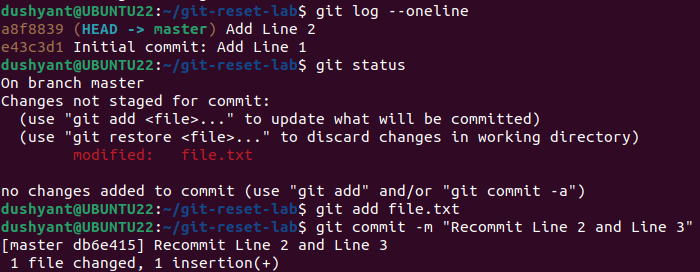 dushyant@UBUNTU22:~/git-reset-lab$ git log --oneline
a8f8839 (HEAD -> master) Add Line 2
e43c3d1 Initial commit: Add Line 1
dushyant@UBUNTU22:~/git-reset-lab$ git status
On branch master
Changes not staged for commit:
  (use "git add <file>..." to update what will be committed)
  (use "git restore <file>..." to discard changes in working directory)
        modified:   file.txt

no changes added to commit (use "git add" and/or "git commit -a")
dushyant@UBUNTU22:~/git-reset-lab$ git add file.txt
dushyant@UBUNTU22:~/git-reset-lab$ git commit -m "Recommit Line 2 and Line 3"
[master db6e415] Recommit Line 2 and Line 3
 1 file changed, 1 insertion(+)